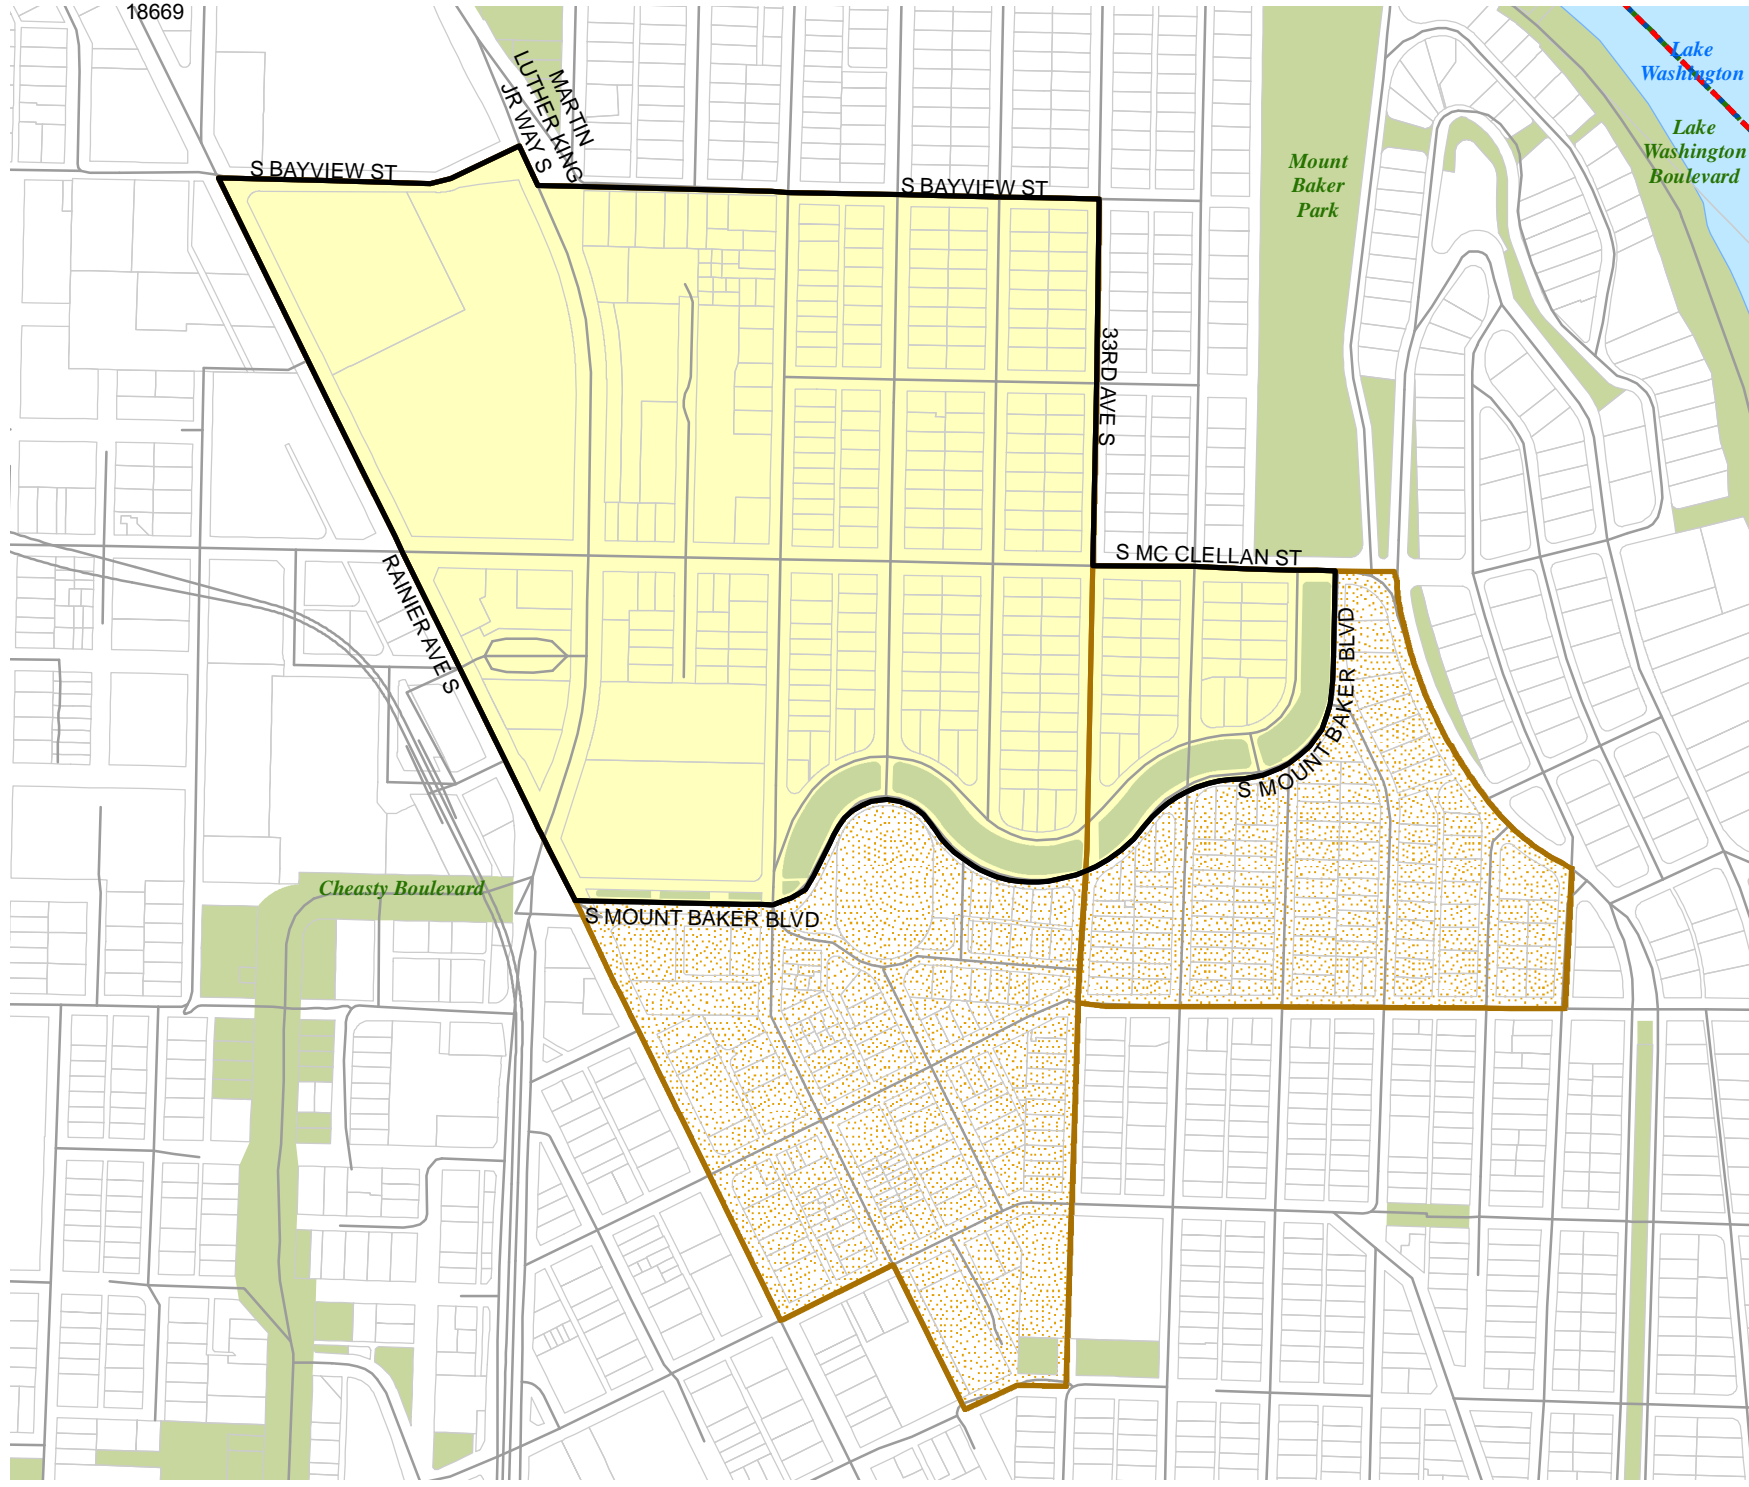 18669
Lake
Washington
Lake
Washington
Boulevard
MARTIN
LUTHER KING
JR WAY S
Mount
Baker
Park
S BAYVIEW ST
S BAYVIEW ST
33RD AVE S
S MC CLELLAN ST
RAINIER AVE S
S MOUNT BAKER BLVD
Cheasty Boulevard
S MOUNT BAKER BLVD